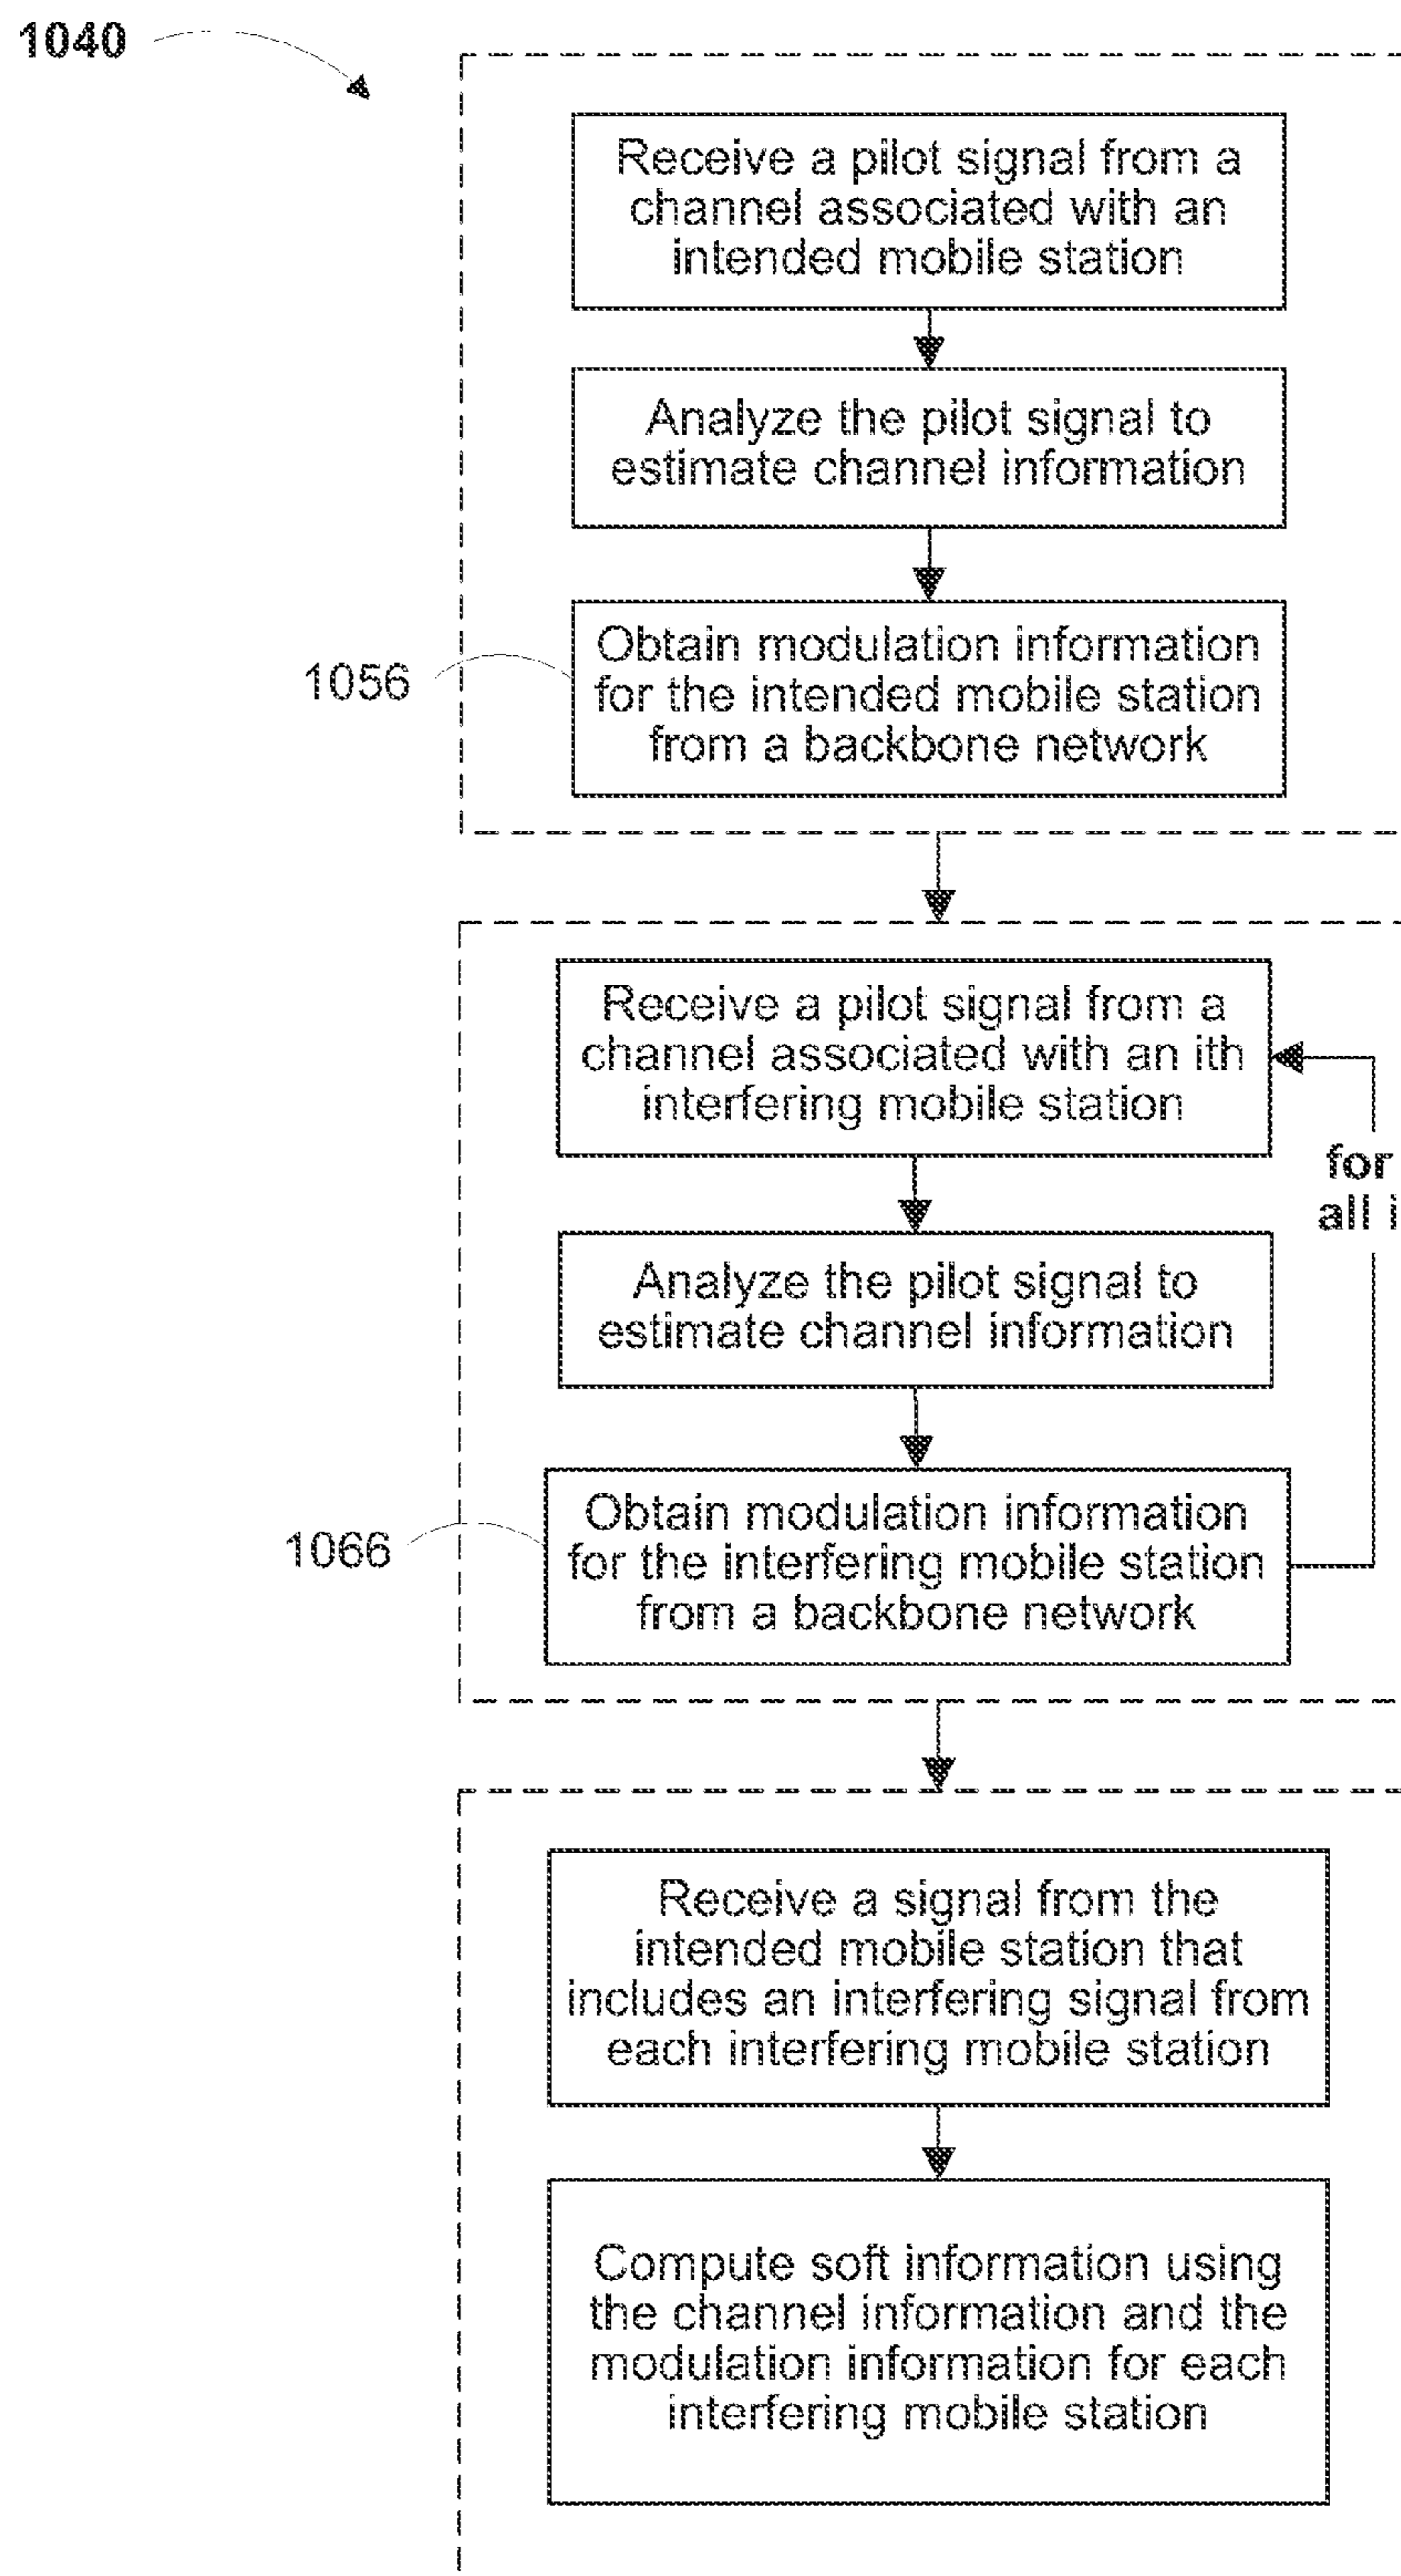 1040
Receive a pilot signal from a
channel associated with an
intended mobile station
Analyze the pilot signal to
estimate channel information
1056
Obtain modulation information
for the intended mobile station
from a backbone network
Receive a pilot signal from a
channel associated with an ith
interfering mobile station
for
all i
Analyze the pilot signal to
estimate channel information
1066
Obtain modulation information
for the interfering mobile station
from a backbone network
Receive a signal from the
intended mobile station that
includes an interfering signal from
each interfering mobile station
Compute soft information using
the channel information and the
modulation information for each
interfering mobile station